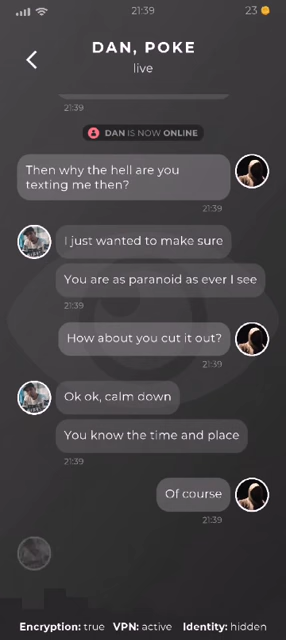 21:39
23
DAN, POKE
live
21:39
DAN IS NOW ONLINE
Then why the hell are you
texting me then?
21:39
I just wanted to make sure
You are as paranoid as ever I see
21:39
How about you cut it out?
21:39
Ok ok, calm down
You know the time and place
21:39
Of course
21:39
Encryption: true VPN: active Identity: hidden